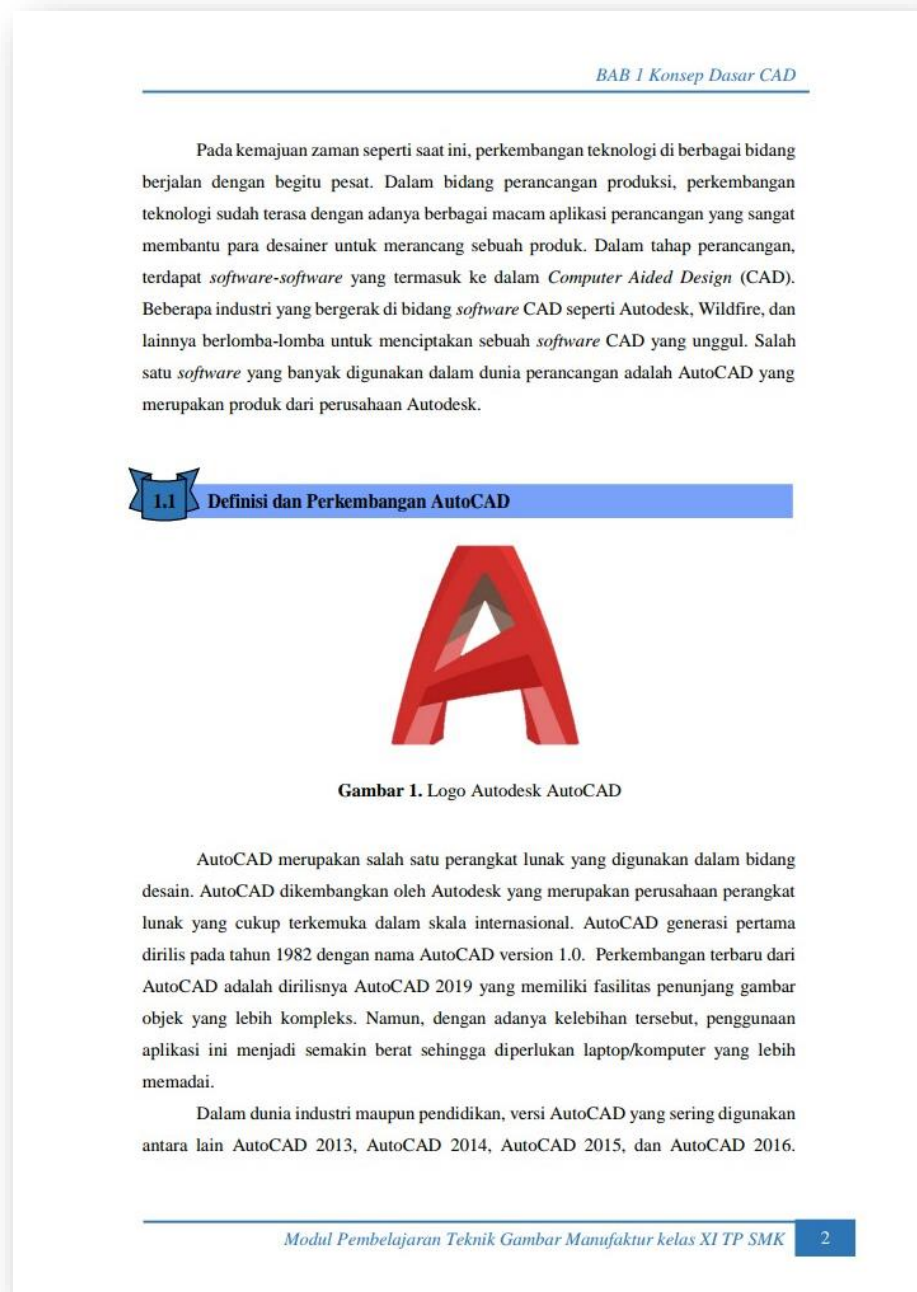 BAB 1 Konsep Dasar CAD
Pada kemajuan zaman seperti saat ini, perkembangan teknologi di berbagai bidang
berjalan dengan begitu pesat. Dalam bidang perancangan produksi, perkembangan
teknologi sudah terasa dengan adanya berbagai macam aplikasi perancangan yang sangat
membantu para desainer untuk merancang sebuah produk. Dalam tahap perancangan,
terdapat software-software yang termasuk ke dalam Computer Aided Design (CAD).
Beberapa industri yang bergerak di bidang software CAD seperti Autodesk, Wildfire, dan
lainnya berlomba-lomba untuk menciptakan sebuah software CAD yang unggul. Salah
satu software yang banyak digunakan dalam dunia perancangan adalah AutoCAD yang
merupakan produk dari perusahaan Autodesk.
1.1 Definisi dan Perkembangan AutoCAD
Gambar 1. Logo Autodesk AutoCAD
AutoCAD merupakan salah satu perangkat lunak yang digunakan dalam bidang
desain. AutoCAD dikembangkan oleh Autodesk yang merupakan perusahaan perangkat
lunak yang cukup terkemuka dalam skala internasional. AutoCAD generasi pertama
dirilis pada tahun 1982 dengan nama AutoCAD version 1.0. Perkembangan terbaru dari
AutoCAD adalah dirilisnya AutoCAD 2019 yang memiliki fasilitas penunjang gambar
objek yang lebih kompleks. Namun, dengan adanya kelebihan tersebut, penggunaan
aplikasi ini menjadi semakin berat sehingga diperlukan laptop/komputer yang lebih
memadai.
Dalam dunia industri maupun pendidikan, versi AutoCAD yang sering digunakan
antara lain AutoCAD 2013, AutoCAD 2014, AutoCAD 2015, dan AutoCAD 2016.
Modul Pembelajaran Teknik Gambar Manufaktur kelas XI TP SMK 2